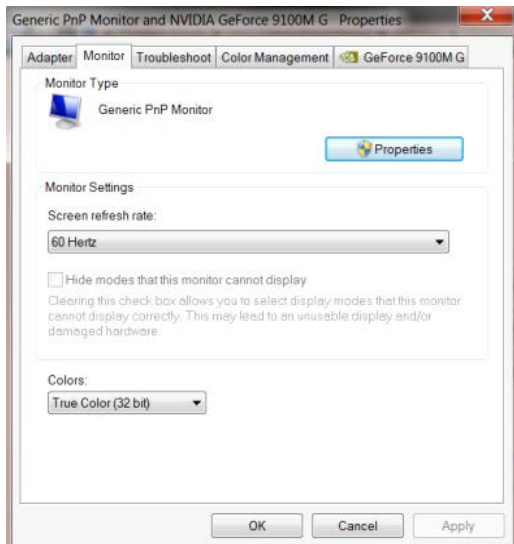 Generic PnP Monitor and NVIDIA GeForce 9100M G Properties
Adapter Monitor Troubleshoot Color Management GeForce 9100M G
Monitor Type
Generic PnP Monitor
Properties
Monitor Settings
Screen refresh rate:
60 Hertz
Hide modes that this monitor cannot display
Clearing this check box allows you to select display modes that this monitor
cannot display correctly. This may lead to an unusable display and/or
damaged hardware.
Colors:
True Color (32 bit)
OK Cancel Apply